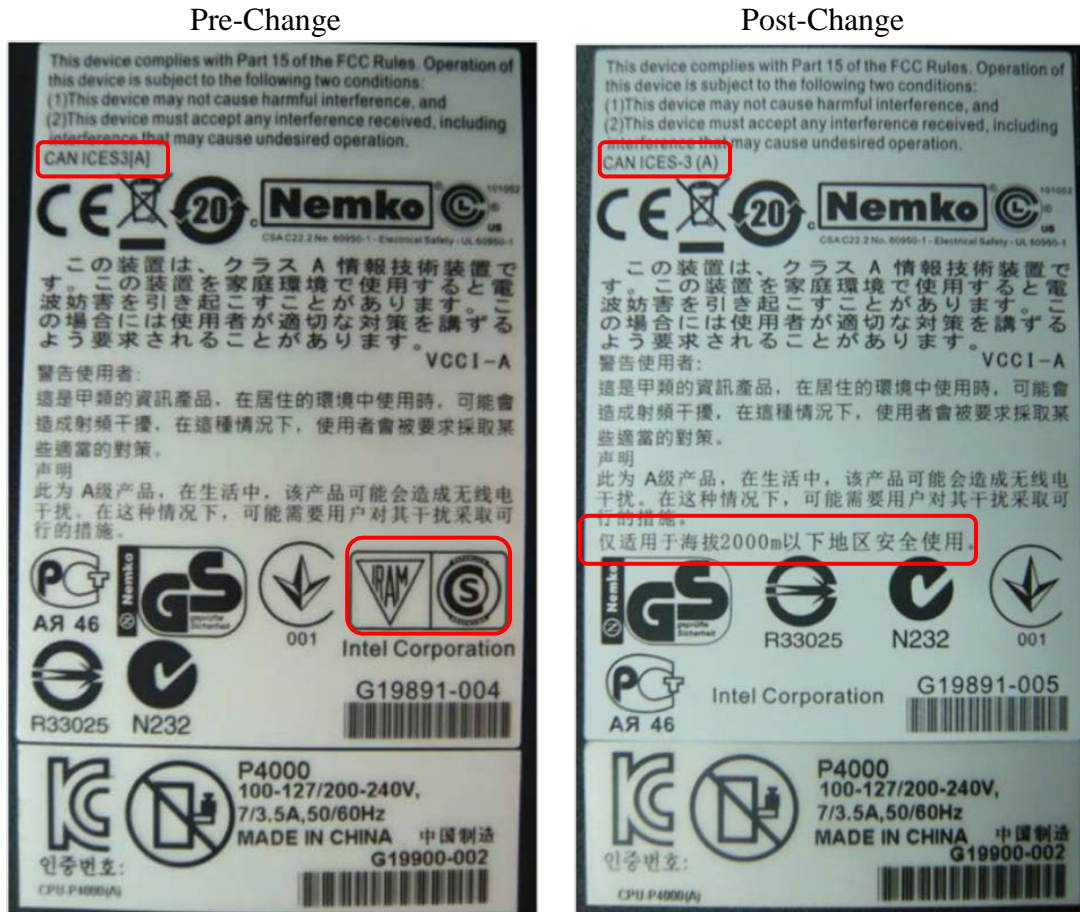 Pre-Change
This device complies with Part 15 of the FCC Rules. Operation of
this device is subject to the following two conditions:
(1)This device may not cause harmful interference, and
(2)This device must accept any interference received, including
interference that may cause undesired operation.
CAN ICES3[A]
CE
20
c Nemko ® C L ® 101052
US
CSA C22.2 No. 60950-1 - Electrical Safety - UL 60950-1
この装置は、クラス A 情報技術装置で
す。この装置を家庭環境で使用すると電
波妨害を引き起こすことがあります。こ
の場合には使用者が適切な対策を講ずる
よう要求されることがあります。
VCCI-A
警告使用者:
這是甲類的資訊產品，在居住的環境中使用時，可能會
造成射頻干擾，在這種情況下，使用者會被要求採取某
些適當的對策。
声明
此为 A级产品，在生活中，该产品可能会造成无线电
干扰。在这种情况下，可能需要用户对其干扰采取可
行的措施。
PCT
АЯ 46
Nemko
GS
geprüfte
Sicherheit
001
IRAM
S
Intel Corporation
R33025
N232
G19891-004
인증번호:
CPU-P4000(A)
P4000
100-127/200-240V,
7/3.5A,50/60Hz
MADE IN CHINA 中国制造
G19900-002
Post-Change
This device complies with Part 15 of the FCC Rules. Operation of
this device is subject to the following two conditions:
(1)This device may not cause harmful interference, and
(2)This device must accept any interference received, including
interference that may cause undesired operation.
CAN ICES-3 (A)
CE
20
c Nemko ® C L ® 101052
US
CSA C22.2 No. 60950-1 - Electrical Safety - UL 60950-1
この装置は、クラス A 情報技術装置で
す。この装置を家庭環境で使用すると電
波妨害を引き起こすことがあります。こ
の場合には使用者が適切な対策を講ずる
よう要求されることがあります。
VCCI-A
警告使用者:
這是甲類的資訊產品，在居住的環境中使用時，可能會
造成射頻干擾，在這種情況下，使用者會被要求採取某
些適當的對策。
声明
此为 A级产品，在生活中，该产品可能会造成无线电
干扰。在这种情况下，可能需要用户对其干扰采取可
行的措施。
仅适用于海拔2000m以下地区安全使用。
Nemko
GS
geprüfte
Sicherheit
R33025
N232
001
PCT
АЯ 46
Intel Corporation
G19891-005
인증번호:
CPU-P4000(A)
P4000
100-127/200-240V,
7/3.5A,50/60Hz
MADE IN CHINA 中国制造
G19900-002